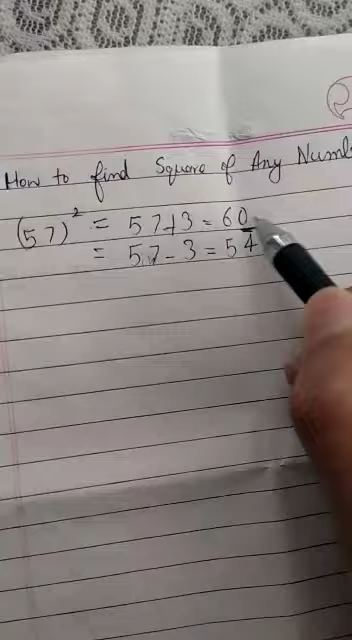 How to find Square of Any Numb
(57)² = 57+3 = 60
= 57-3 = 54